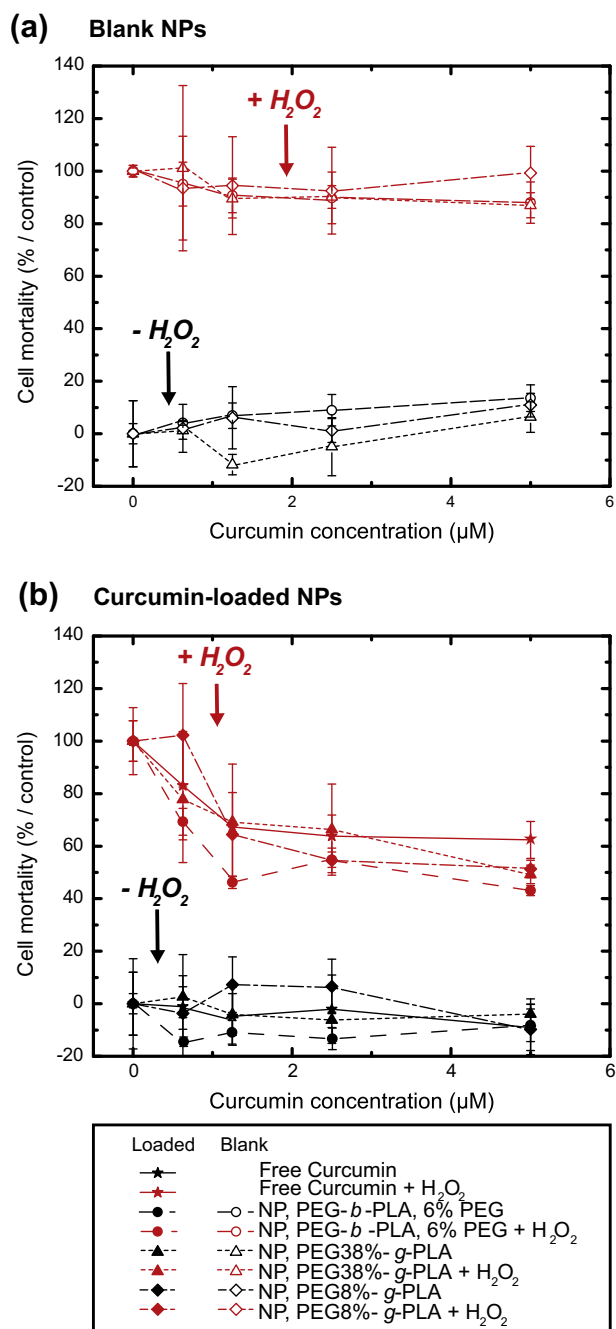 (a) Blank NPs
140
120
100
80
60
40
20
0
-20
Cell mortality (% / control)
+ H₂O₂
- H₂O₂
0 2 4 6
Curcumin concentration (µM)
(b) Curcumin-loaded NPs
140
120
100
80
60
40
20
0
-20
Cell mortality (% / control)
+ H₂O₂
- H₂O₂
0 2 4 6
Curcumin concentration (µM)
Loaded Blank
Free Curcumin
Free Curcumin + H₂O₂
NP, PEG-b-PLA, 6% PEG
NP, PEG-b -PLA, 6% PEG + H₂O₂
NP, PEG38%- g-PLA
NP, PEG38%- g-PLA + H₂O₂
NP, PEG8%- g-PLA
NP, PEG8%- g-PLA + H₂O₂